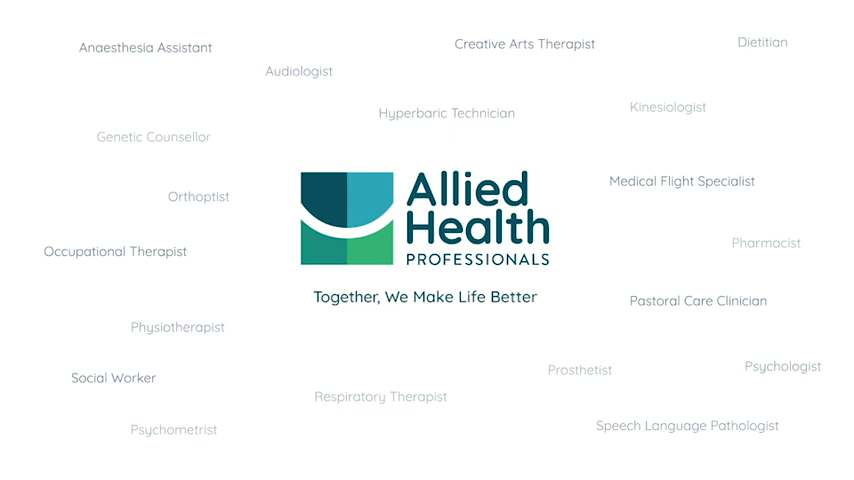 Anaesthesia Assistant
Creative Arts Therapist
Dietitian
Audiologist
Hyperbaric Technician
Kinesiologist
Genetic Counsellor
Allied
Health
PROFESSIONALS
Together, We Make Life Better
Medical Flight Specialist
Orthoptist
Occupational Therapist
Pharmacist
Pastoral Care Clinician
Physiotherapist
Social Worker
Prosthetist
Psychologist
Respiratory Therapist
Psychometrist
Speech Language Pathologist